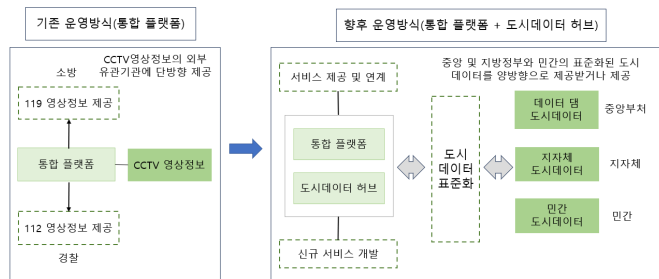 기존 운영방식(통합 플랫폼)
소방
CCTV영상정보의 외부
유관기관에 단방향 제공
119 영상정보 제공
통합 플랫폼
CCTV 영상정보
112 영상정보 제공
경찰
향후 운영방식(통합 플랫폼 + 도시데이터 허브)
서비스 제공 및 연계
중앙 및 지방정부와 민간의 표준화된 도시
데이터를 양방향으로 제공받거나 제공
통합 플랫폼
도시데이터 허브
신규 서비스 개발
도시
데이터
표준화
데이터 댐
도시데이터
중앙부처
지자체
도시데이터
지자체
민간
도시데이터
민간